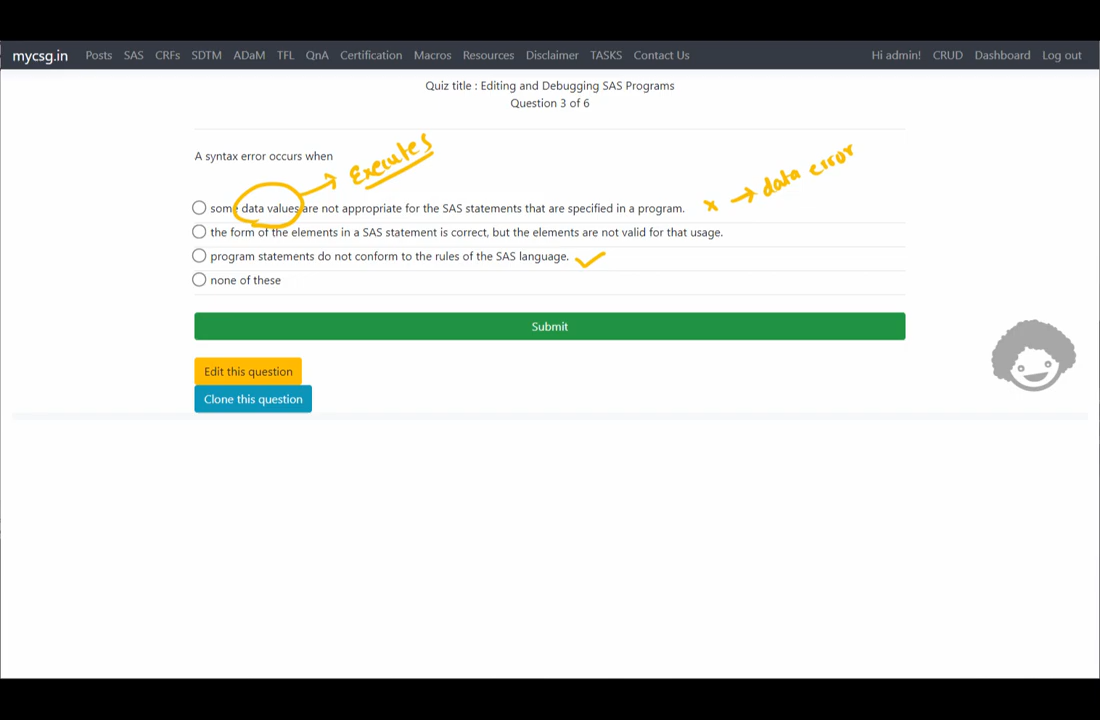 mycsg.in Posts SAS CRFs SDTM ADaM TFL QnA Certification Macros Resources Disclaimer TASKS Contact Us Hi admin! CRUD Dashboard Log out
Quiz title : Editing and Debugging SAS Programs
Question 3 of 6
A syntax error occurs when
Executes
some data values are not appropriate for the SAS statements that are specified in a program. x → data error
the form of the elements in a SAS statement is correct, but the elements are not valid for that usage.
program statements do not conform to the rules of the SAS language.
none of these
Submit
Edit this question
Clone this question